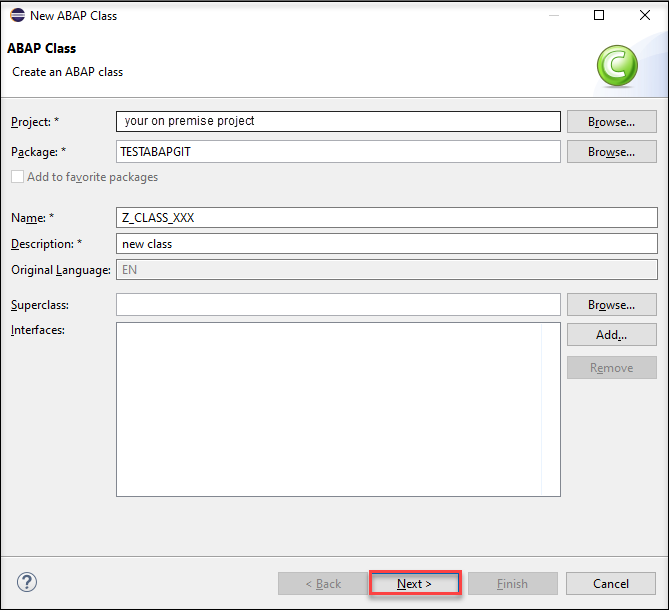 New ABAP Class
ABAP Class
Create an ABAP class
C
Project: * your on premise project Browse...
Package: * TESTABAPGIT Browse...
Add to favorite packages
Name: * Z_CLASS_XXX
Description: * new class
Original Language: EN
Superclass: Browse...
Interfaces: Add...
Remove
? < Back Next > Finish Cancel